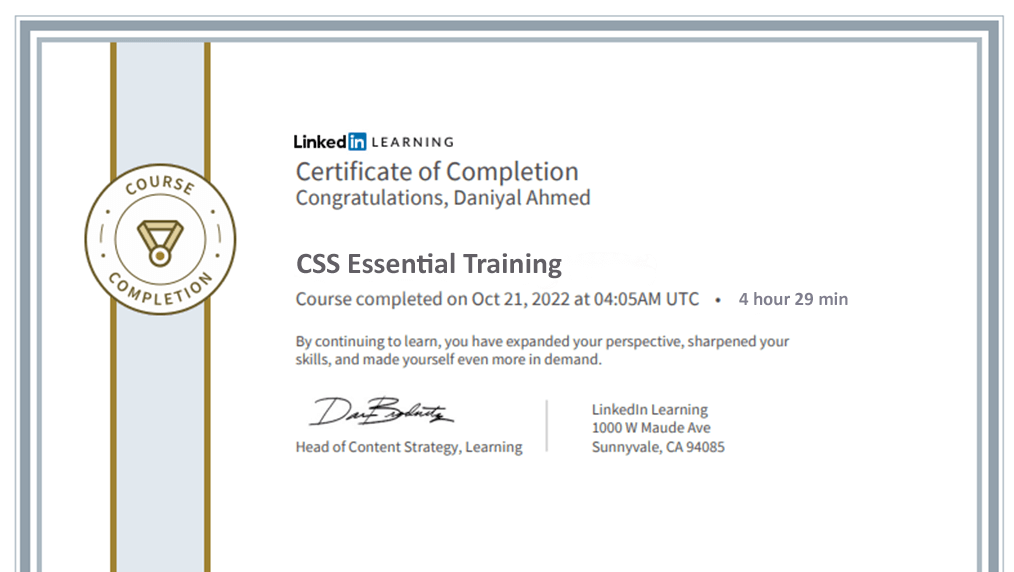 COURSE
COMPLETION
Linked in LEARNING
Certificate of Completion
Congratulations, Daniyal Ahmed
CSS Essential Training
Course completed on Oct 21, 2022 at 04:05AM UTC • 4 hour 29 min
By continuing to learn, you have expanded your perspective, sharpened your
skills, and made yourself even more in demand.
Head of Content Strategy, Learning
LinkedIn Learning
1000 W Maude Ave
Sunnyvale, CA 94085